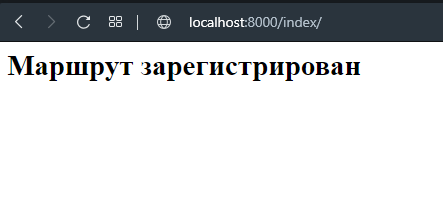 localhost:8000/index/
Маршрут зарегистрирован